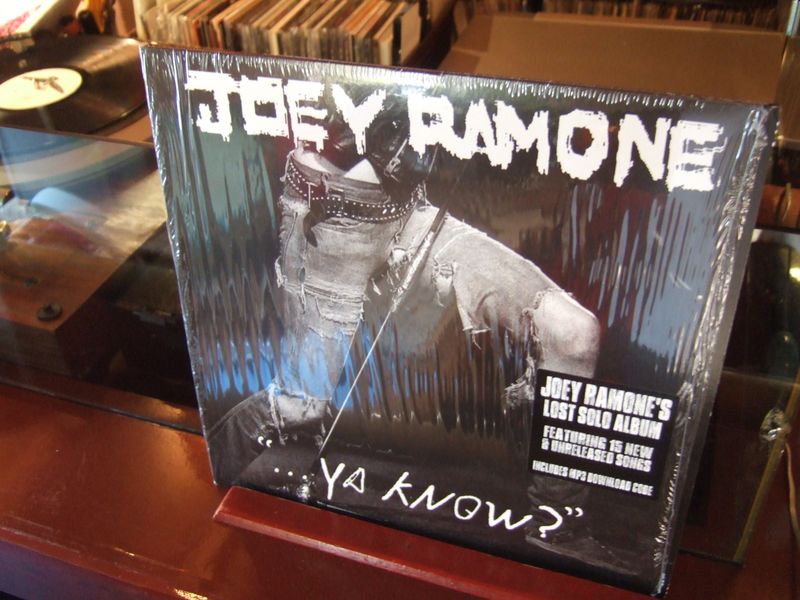 JOEY RAMONE
JOEY RAMONE'S
LOST SOLO ALBUM
FEATURING 15 NEW
& UNRELEASED SONGS
INCLUDES MP3 DOWNLOAD CODE
"...YA KNOW?"